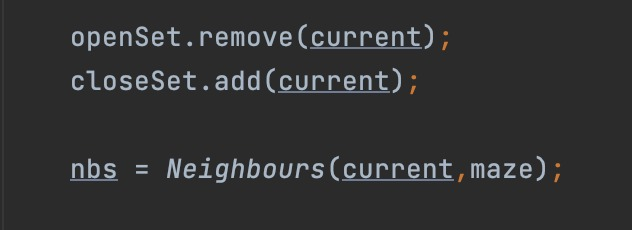 openSet.remove(current);
closeSet.add(current);
nbs = Neighbours(current,maze);